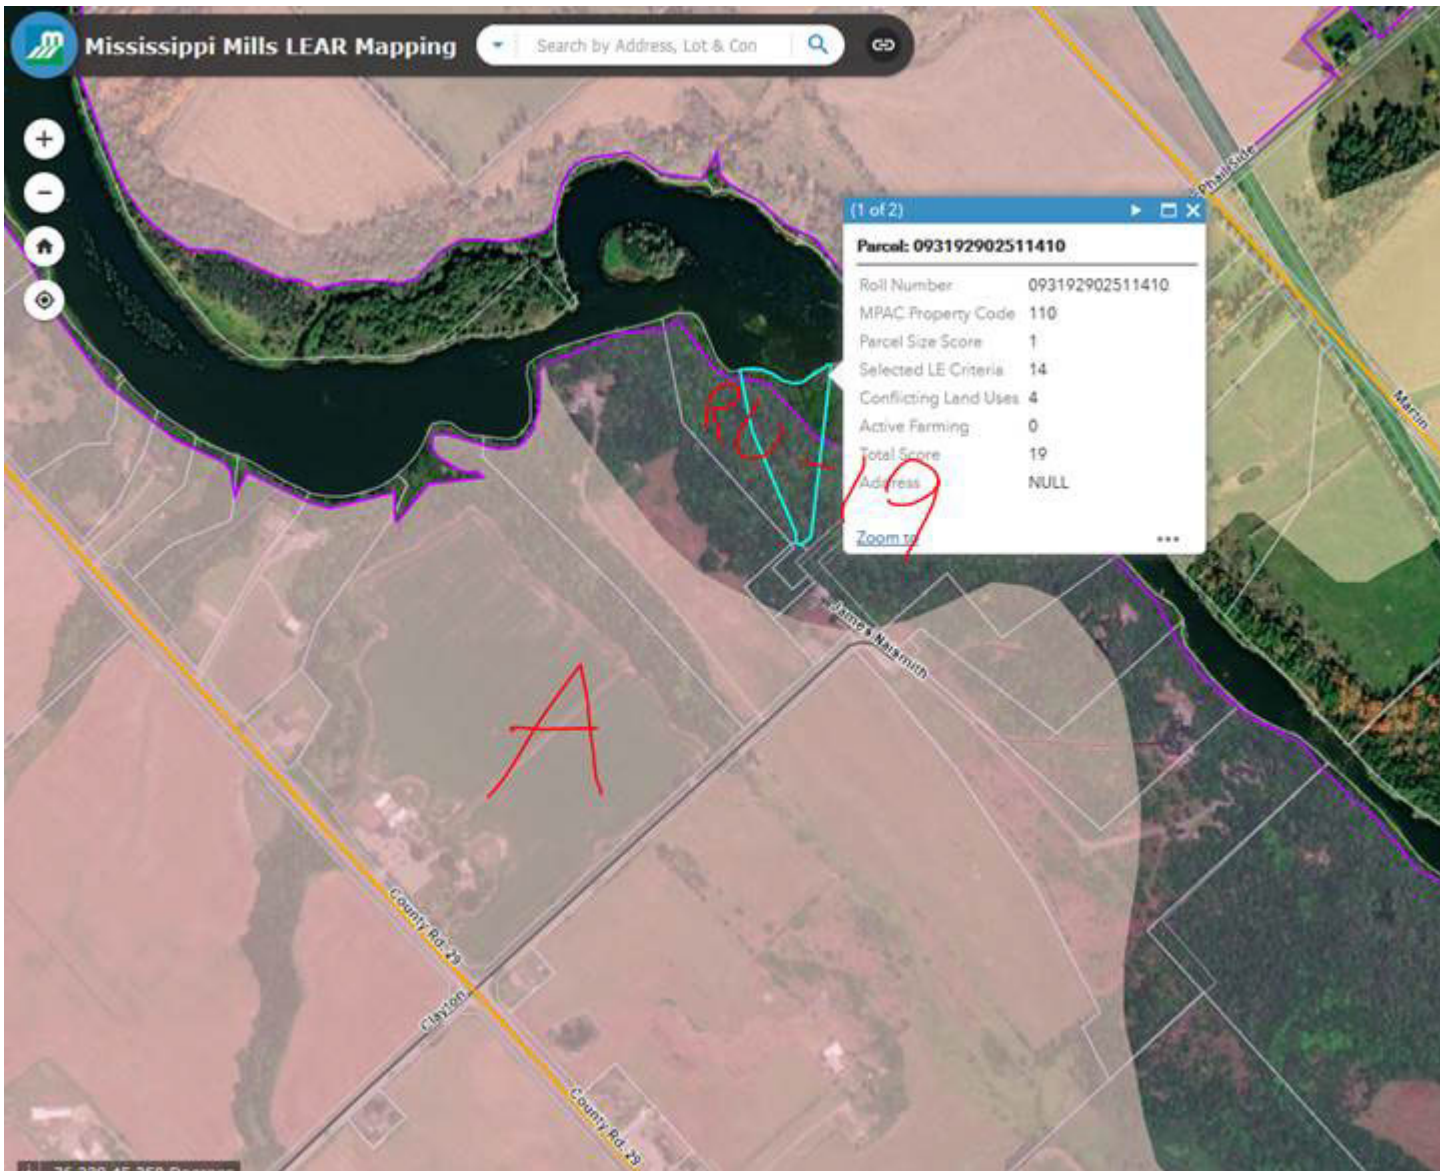 Mississippi Mills LEAR Mapping
Search by Address, Lot & Con
Phail Side
(1 of 2)
Parcel: 093192902511410
Roll Number 093192902511410
MPAC Property Code 110
Parcel Size Score 1
Selected LE Criteria 14
Conflicting Land Uses 4
Active Farming 0
Total Score 19
Address NULL
Zoom to
RU - 19
Martin
James Naismith
A
County Rd. 29
Clayton
County Rd. 29